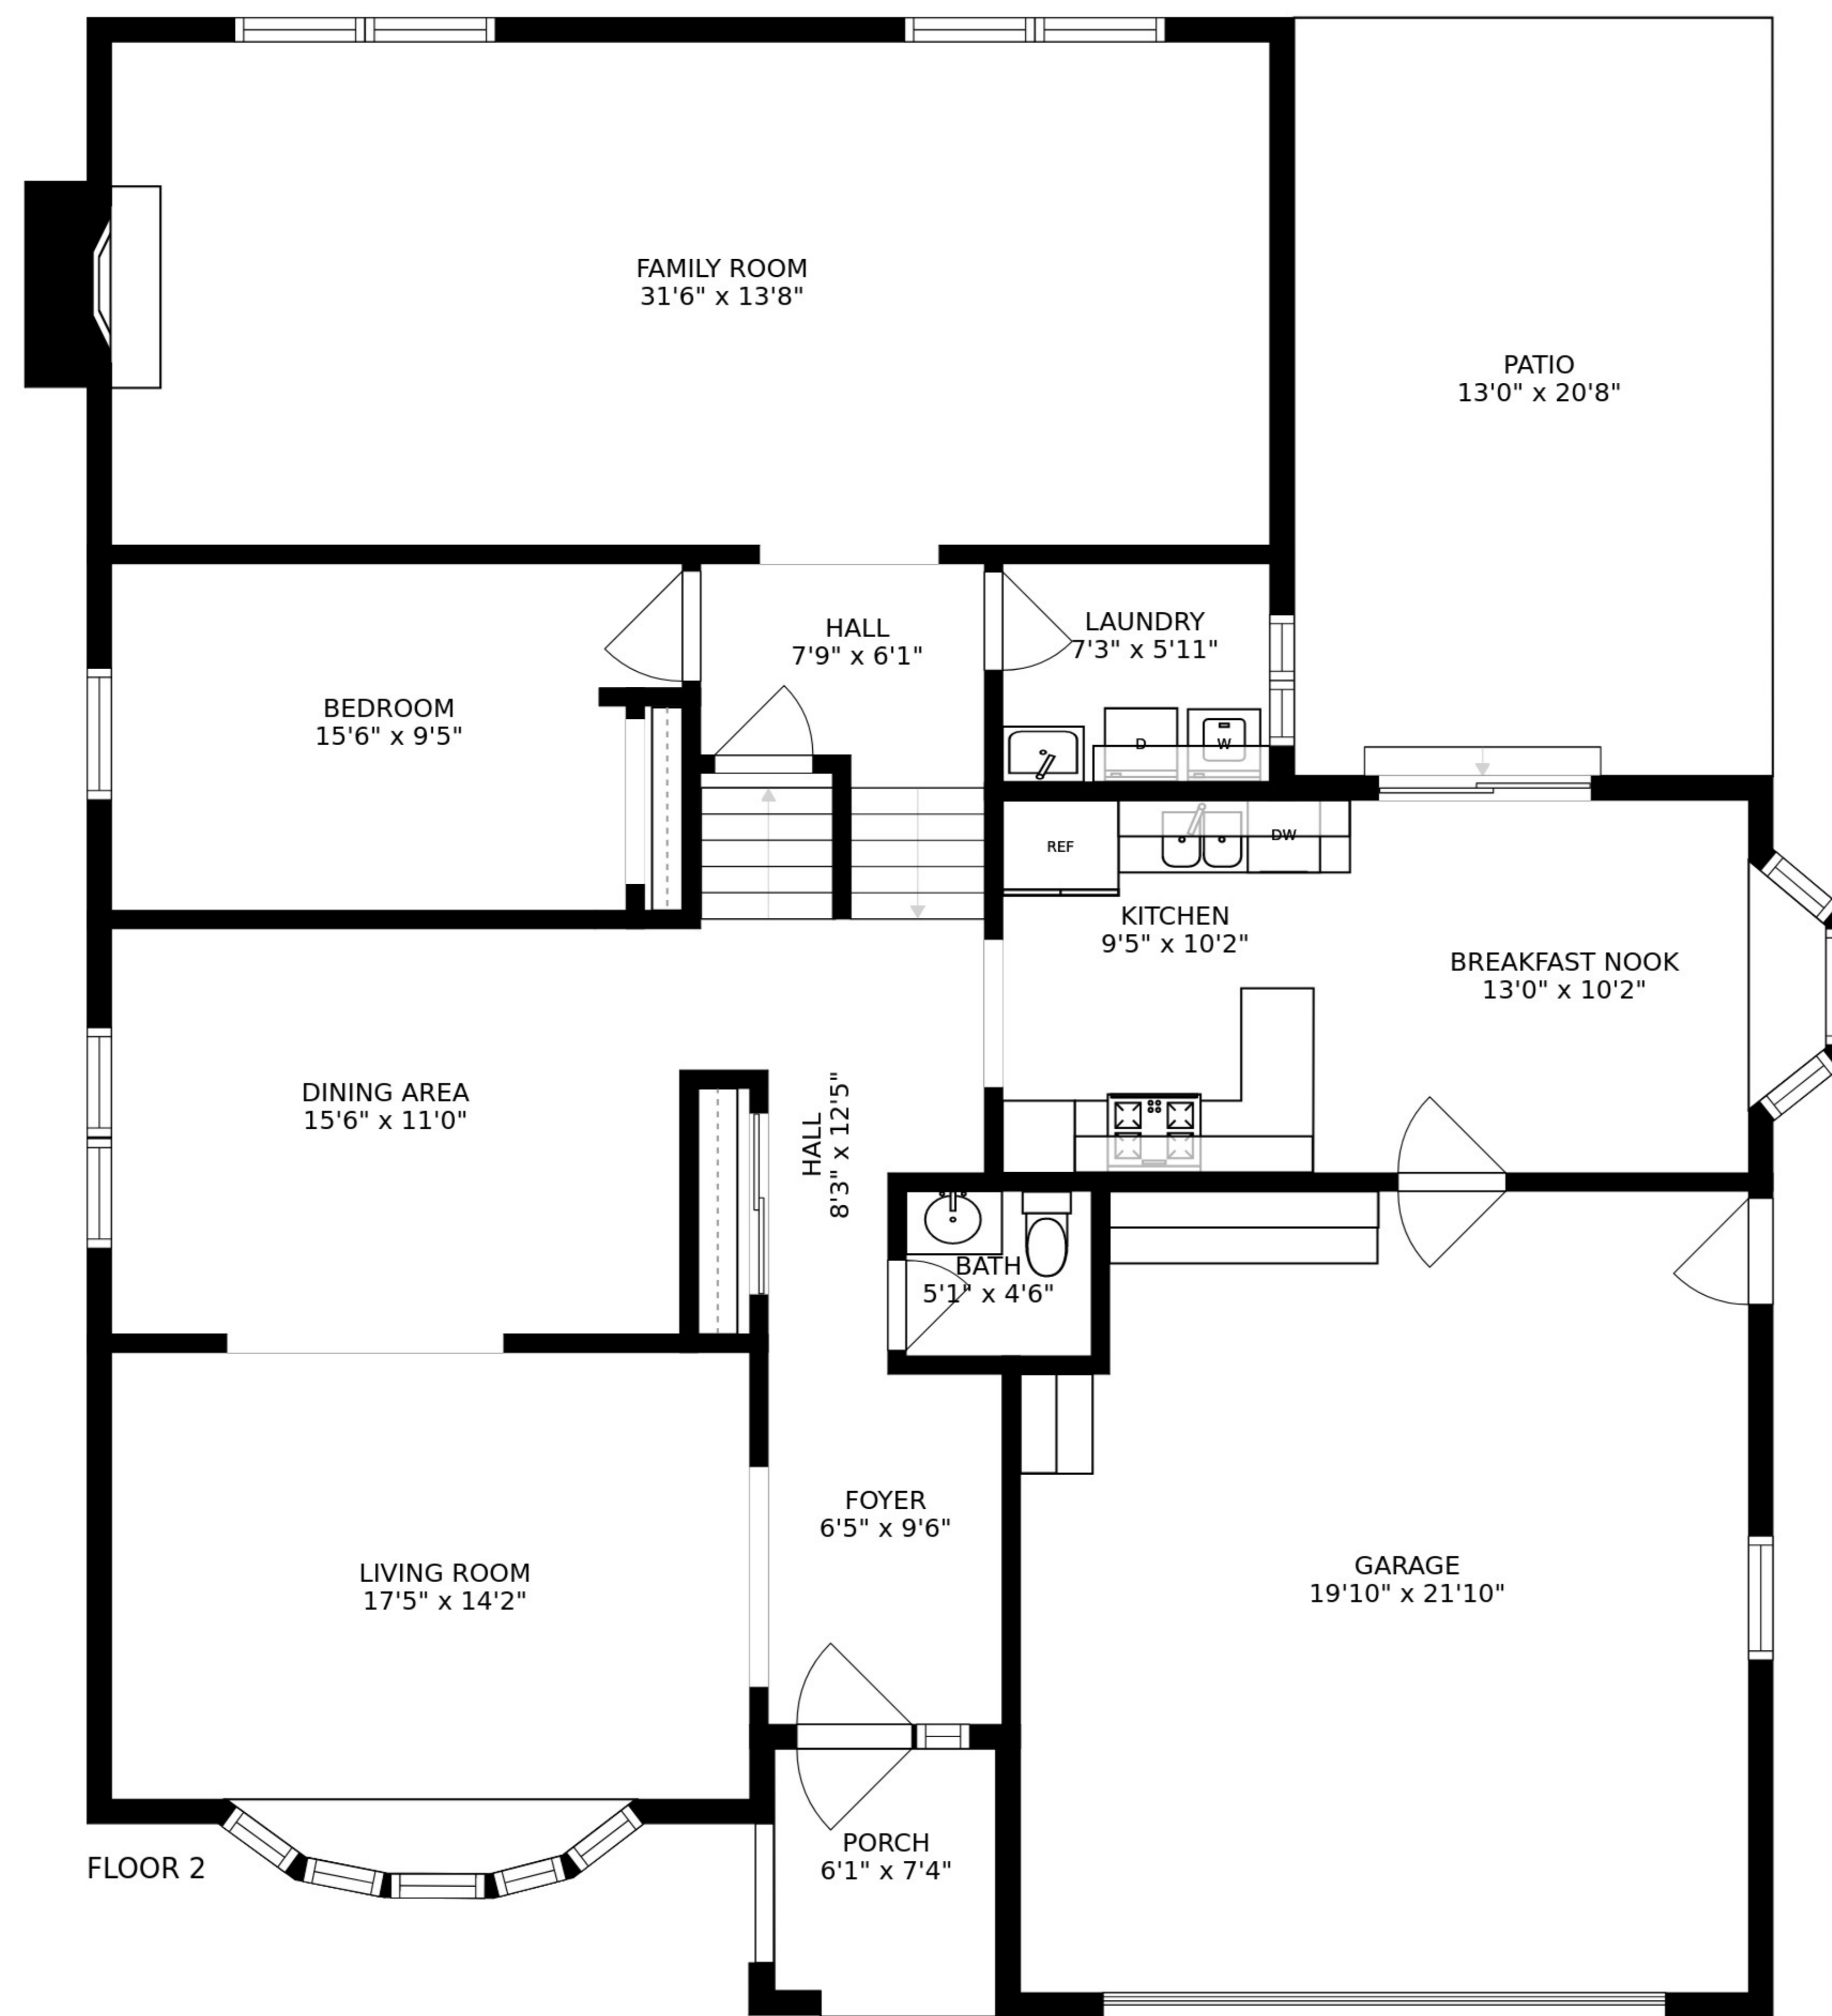 FAMILY ROOM
31'6" x 13'8"
PATIO
13'0" x 20'8"
HALL
7'9" x 6'1"
LAUNDRY
7'3" x 5'11"
BEDROOM
15'6" x 9'5"
D
W
REF
DW
KITCHEN
9'5" x 10'2"
BREAKFAST NOOK
13'0" x 10'2"
DINING AREA
15'6" x 11'0"
HALL
8'3" x 12'5"
BATH
5'1" x 4'6"
FOYER
6'5" x 9'6"
LIVING ROOM
17'5" x 14'2"
GARAGE
19'10" x 21'10"
PORCH
6'1" x 7'4"
FLOOR 2